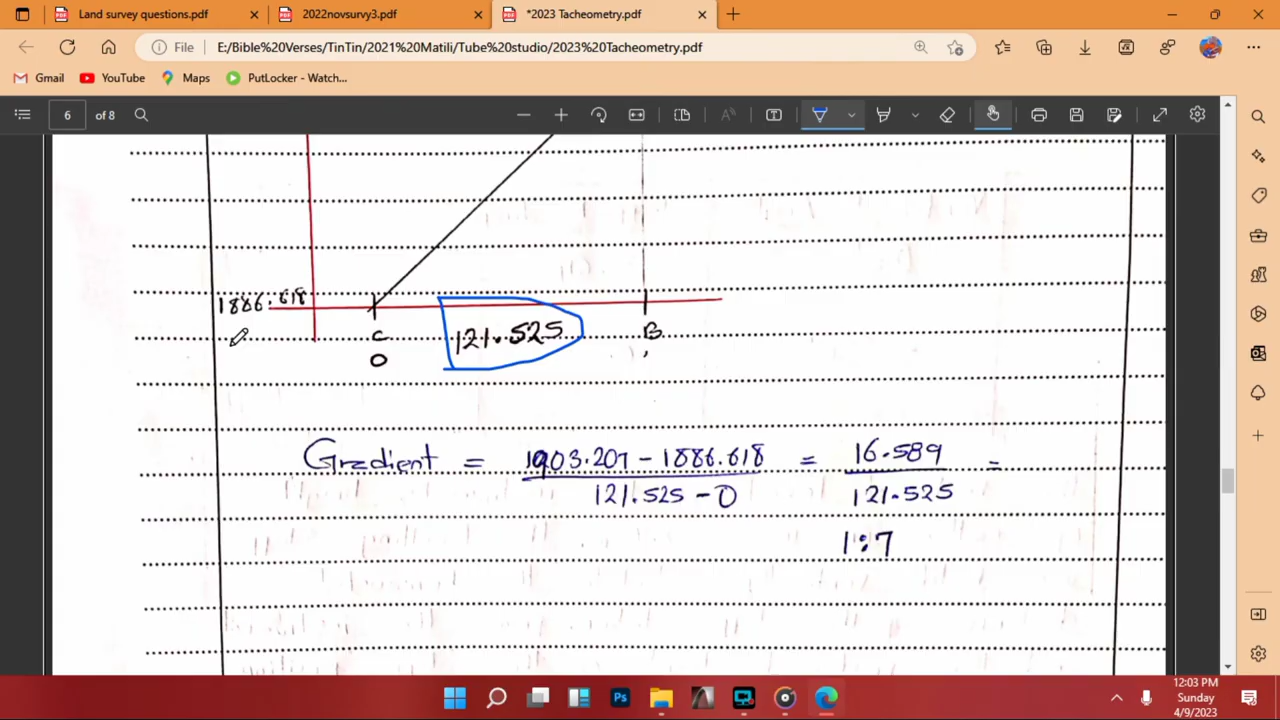 Land survey questions.pdf
2022novsurvy3.pdf
*2023 Tacheometry.pdf
File
E:/Bible%20Verses/TinTin/2021%20Matili/Tube%20studio/2023%20Tacheometry.pdf
Gmail
YouTube
Maps
PutLocker - Watch...
6 of 8
1886.618
C
121.525
B
O
Gradient = 1903.207 - 1886.618 = 16.589 =
121.525 - 0
121.525
1:7
12:03 PM
Sunday
4/9/2023